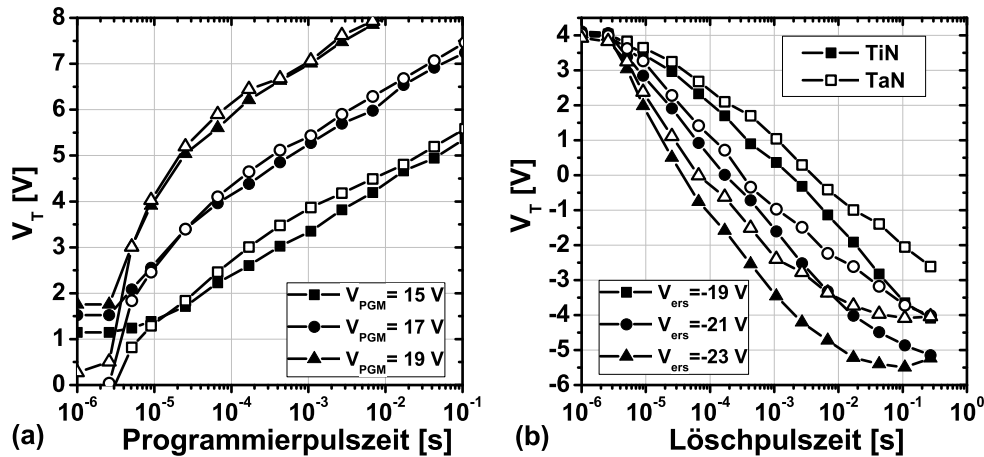 8
7
6
5
4
3
2
1
0
V_T [V]
V_PGM = 15 V
V_PGM = 17 V
V_PGM = 19 V
10^-6 10^-5 10^-4 10^-3 10^-2 10^-1
(a) Programmierpulszeit [s]
4
3
2
1
0
-1
-2
-3
-4
-5
-6
V_T [V]
TiN
TaN
V_ers =-19 V
V_ers =-21 V
V_ers =-23 V
10^-6 10^-5 10^-4 10^-3 10^-2 10^-1 10^0
(b) Löschpulszeit [s]